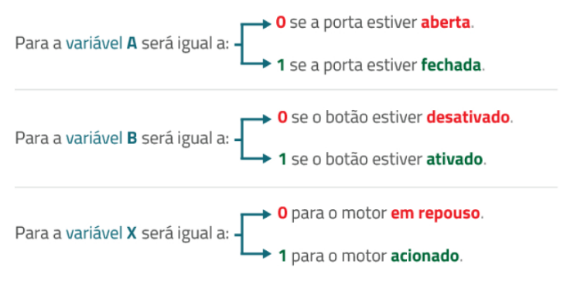 0 se a porta estiver aberta.
Para a variável A será igual a:
1 se a porta estiver fechada.
0 se o botão estiver desativado.
Para a variável B será igual a:
1 se o botão estiver ativado.
0 para o motor em repouso.
Para a variável X será igual a:
1 para o motor acionado.